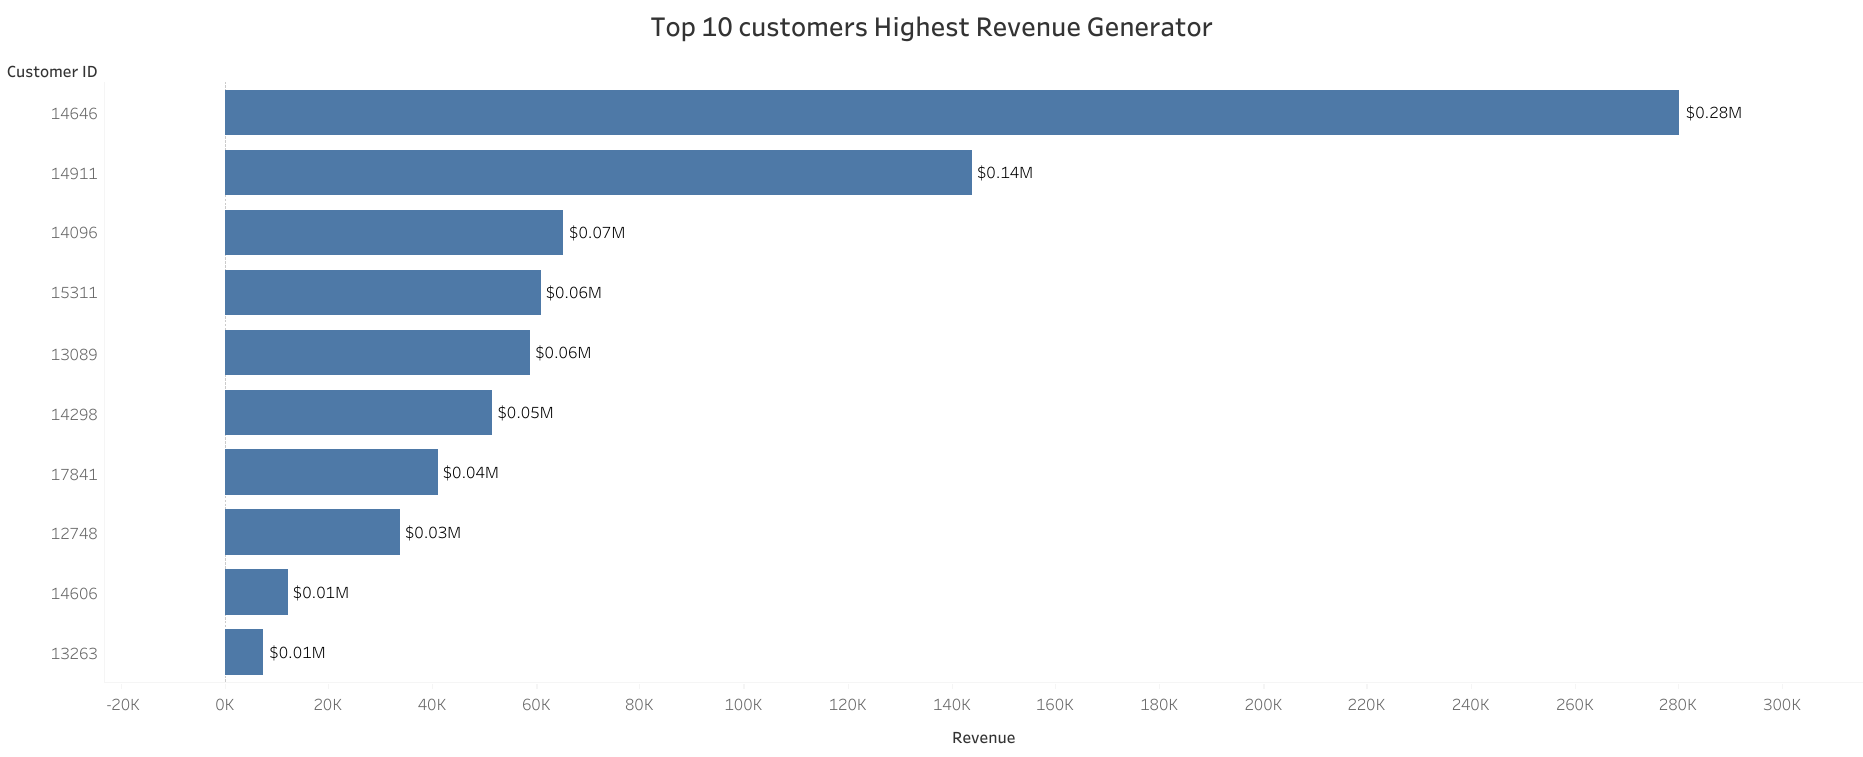 Top 10 customers Highest Revenue Generator
Customer ID
14646 $0.28M
14911 $0.14M
14096 $0.07M
15311 $0.06M
13089 $0.06M
14298 $0.05M
17841 $0.04M
12748 $0.03M
14606 $0.01M
13263 $0.01M
-20K 0K 20K 40K 60K 80K 100K 120K 140K 160K 180K 200K 220K 240K 260K 280K 300K
Revenue